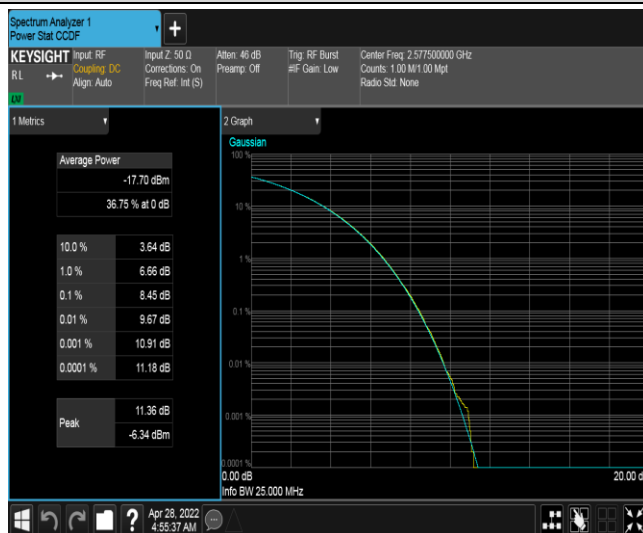 Spectrum Analyzer 1
Power Stat CCDF
+
KEYSIGHT
RL
LM
Input: RF
Coupling: DC
Align: Auto
Input Z: 50 Ω
Corrections: On
Freq Ref: Int (S)
Atten: 46 dB
Preamp: Off
Trig: RF Burst
#IF Gain: Low
Center Freq: 2.577500000 GHz
Counts: 1.00 M/1.00 Mpt
Radio Std: None
1 Metrics
Average Power
-17.70 dBm
36.75 % at 0 dB
10.0 % 3.64 dB
1.0 % 6.66 dB
0.1 % 8.45 dB
0.01 % 9.67 dB
0.001 % 10.91 dB
0.0001 % 11.18 dB
Peak 11.36 dB
-6.34 dBm
2 Graph
Gaussian
100 %
10 %
1 %
0.1 %
0.01 %
0.001 %
0.0001 %
0.00 dB 20.00 d
Info BW 25.000 MHz
? Apr 28, 2022
4:55:37 AM